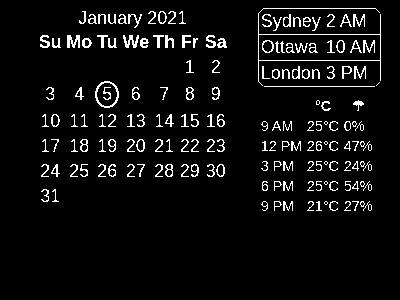 January 2021
Su Mo Tu We Th Fr Sa
1 2
3 4 5 6 7 8 9
10 11 12 13 14 15 16
17 18 19 20 21 22 23
24 25 26 27 28 29 30
31
Sydney 2 AM
Ottawa 10 AM
London 3 PM
°C
9 AM 25°C 0%
12 PM 26°C 47%
3 PM 25°C 24%
6 PM 25°C 54%
9 PM 21°C 27%